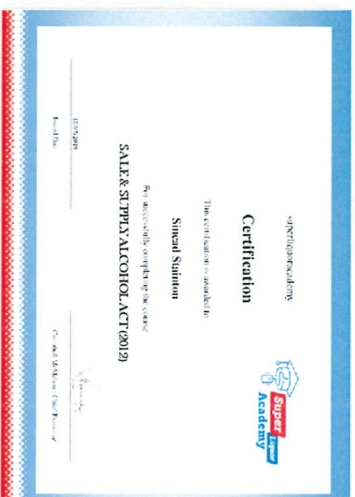 superliquoracademy
Super Liquor
Academy
Certification
This certification is awarded to
Sinead Stainton
For successfully completing the course
SALE & SUPPLY ALCOHOL ACT (2012)
Issued Date